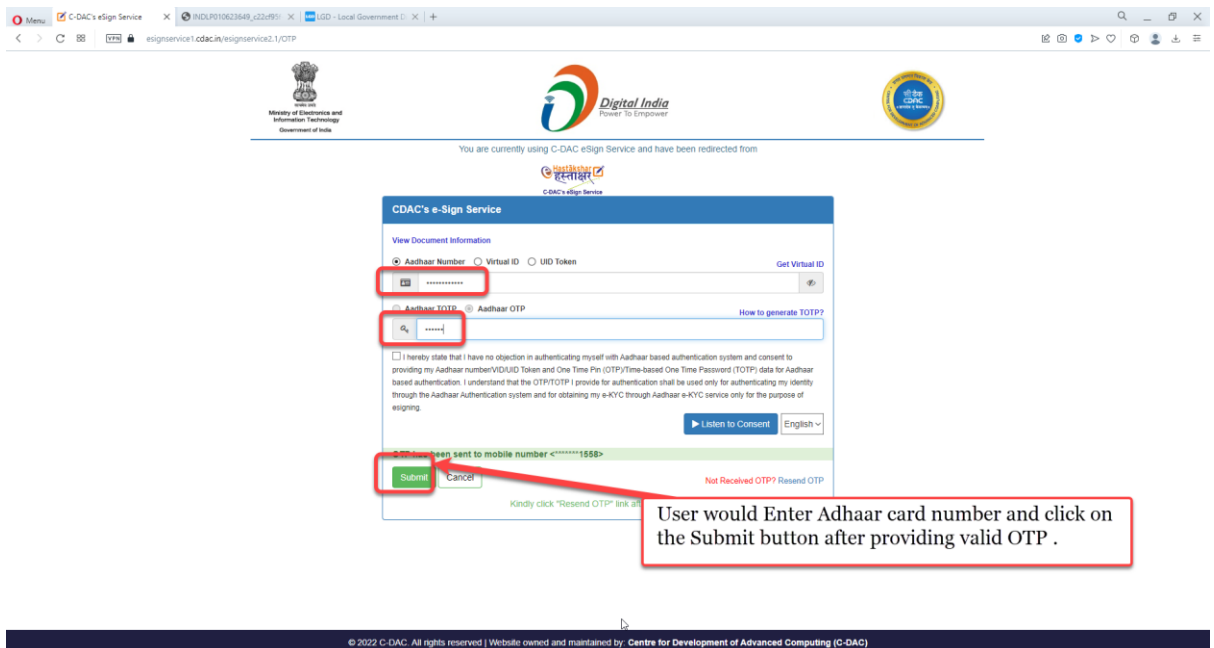 Menu
C-DAC's eSign Service
INDLP010623649_c22cf95
LGD - Local Government D
VPN
esignservice1.cdac.in/esignservice2.1/OTP
Ministry of Electronics and
Information Technology
Government of India
Digital India
Power To Empower
सी डैक
CDAC
You are currently using C-DAC eSign Service and have been redirected from
Hastākshar
हस्ताक्षर
C-DAC's eSign Service
CDAC's e-Sign Service
View Document Information
Aadhaar Number Virtual ID UID Token Get Virtual ID
••••••••••••
Aadhaar TOTP Aadhaar OTP How to generate TOTP?
••••••
I hereby state that I have no objection in authenticating myself with Aadhaar based authentication system and consent to
providing my Aadhaar number/VID/UID Token and One Time Pin (OTP)/Time-based One Time Password (TOTP) data for Aadhaar
based authentication. I understand that the OTP/TOTP I provide for authentication shall be used only for authenticating my identity
through the Aadhaar Authentication system and for obtaining my e-KYC through Aadhaar e-KYC service only for the purpose of
esigning.
Listen to Consent English
OTP has been sent to mobile number <*******1558>
Submit Cancel Not Received OTP? Resend OTP
Kindly click "Resend OTP" link
User would Enter Adhaar card number and click on
the Submit button after providing valid OTP .
© 2022 C-DAC. All rights reserved | Website owned and maintained by: Centre for Development of Advanced Computing (C-DAC)